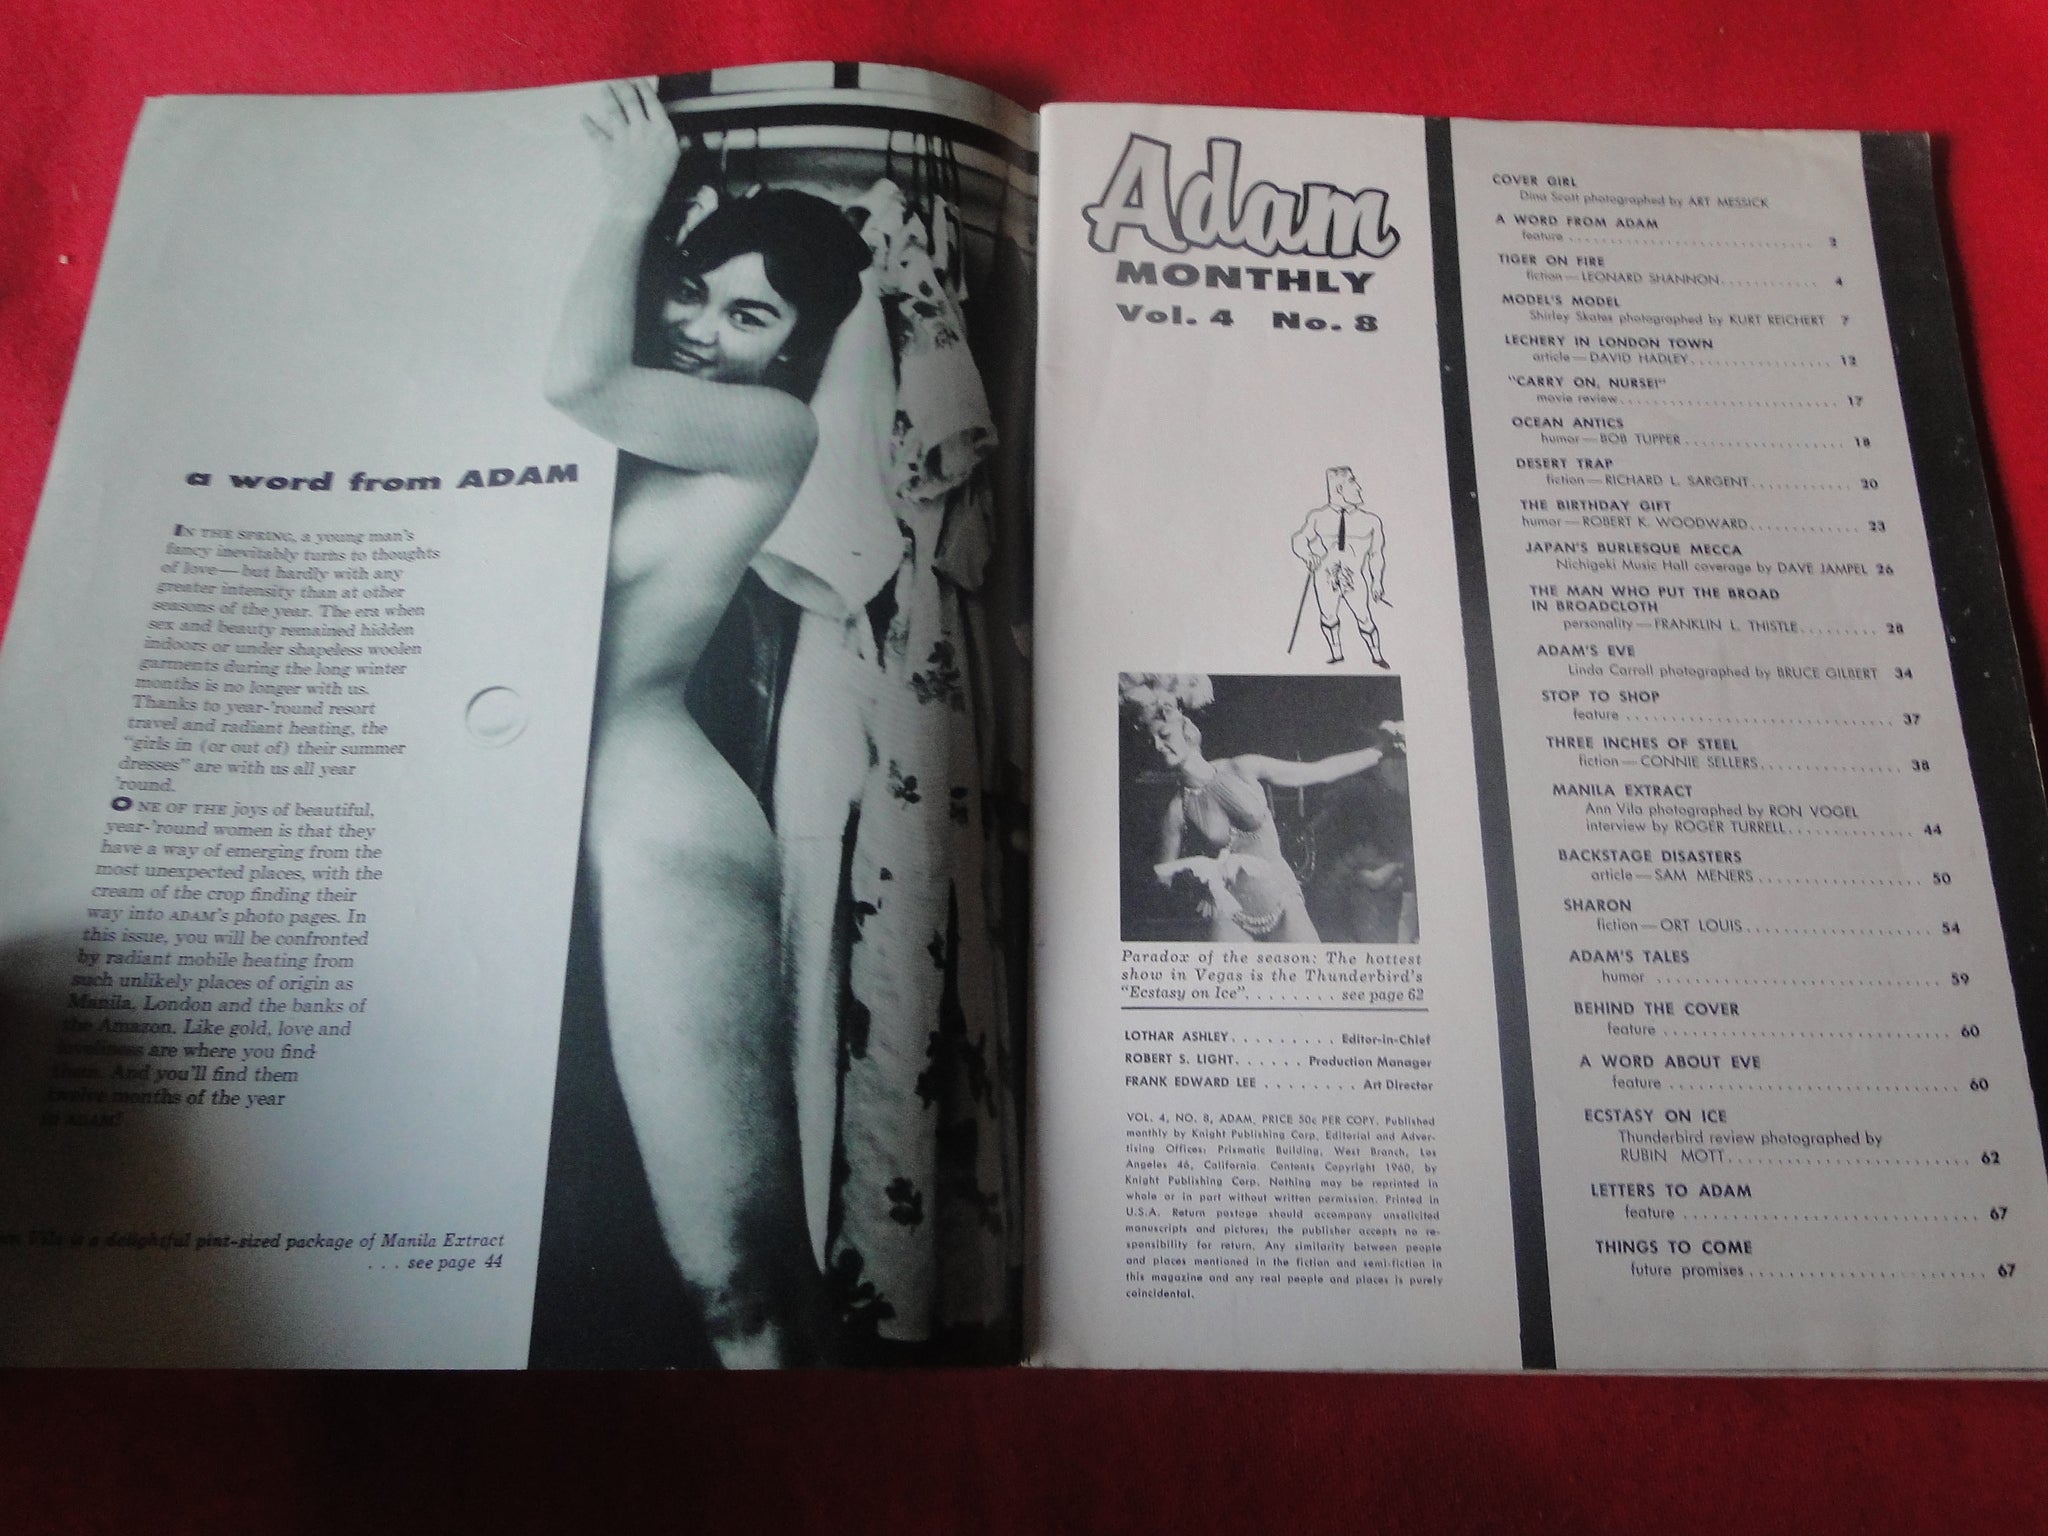 a word from ADAM
IN THE SPRING, a young man's
fancy inevitably turns to thoughts
of love—but hardly with any
greater intensity than at other
seasons of the year. The era when
sex and beauty remained hidden
indoors or under shapeless woolen
garments during the long winter
months is no longer with us.
Thanks to year-'round resort
travel and radiant heating, the
"girls in (or out of) their summer
dresses" are with us all year
'round.
ONE OF THE joys of beautiful,
year-'round women is that they
have a way of emerging from the
most unexpected places, with the
cream of the crop finding their
way into ADAM's photo pages. In
this issue, you will be confronted
by radiant mobile heating from
such unlikely places of origin as
Manila, London and the banks of
the Amazon. Like gold, love and
loveliness are where you find
them. And you'll find them
twelve months of the year
in ADAM!
Vila is a delightful pint-sized package of Manila Extract
. . . see page 44
Adam
MONTHLY
Vol. 4 No. 8
Paradox of the season: The hottest
show in Vegas is the Thunderbird's
"Ecstasy on Ice". . . . . . . see page 62
LOTHAR ASHLEY. . . . . . . . . Editor-in-Chief
ROBERT S. LIGHT. . . . . . Production Manager
FRANK EDWARD LEE . . . . . . . . Art Director
VOL. 4, NO. 8, ADAM, PRICE 50c PER COPY. Published
monthly by Knight Publishing Corp. Editorial and Adver-
tising Offices: Prismatic Building, West Branch, Los
Angeles 46, California. Contents Copyright 1960, by
Knight Publishing Corp. Nothing may be reprinted in
whole or in part without written permission. Printed in
U.S.A. Return postage should accompany unsolicited
manuscripts and pictures; the publisher accepts no re-
sponsibility for return. Any similarity between people
and places mentioned in the fiction and semi-fiction in
this magazine and any real people and places is purely
coincidental.
COVER GIRL
Dina Scott photographed by ART MESSICK
A WORD FROM ADAM
feature . . . . . . . . . . . . . . . . . . . . . . . . . . . . 2
TIGER ON FIRE
fiction—LEONARD SHANNON. . . . . . . . . . . 4
MODEL'S MODEL
Shirley Skates photographed by KURT REICHERT 7
LECHERY IN LONDON TOWN
article—DAVID HADLEY. . . . . . . . . . . . . . . . 12
"CARRY ON, NURSE!"
movie review. . . . . . . . . . . . . . . . . . . . . . . . . 17
OCEAN ANTICS
humor—BOB TUPPER. . . . . . . . . . . . . . . . . . 18
DESERT TRAP
fiction—RICHARD L. SARGENT. . . . . . . . . . . . 20
THE BIRTHDAY GIFT
humor—ROBERT K. WOODWARD. . . . . . . . . . . . 23
JAPAN'S BURLESQUE MECCA
Nichigeki Music Hall coverage by DAVE JAMPEL 26
THE MAN WHO PUT THE BROAD
IN BROADCLOTH
personality—FRANKLIN L. THISTLE. . . . . . . . . 28
ADAM'S EVE
Linda Carroll photographed by BRUCE GILBERT 34
STOP TO SHOP
feature . . . . . . . . . . . . . . . . . . . . . . . . . . . . 37
THREE INCHES OF STEEL
fiction—CONNIE SELLERS. . . . . . . . . . . . . . . . 38
MANILA EXTRACT
Ann Vila photographed by RON VOGEL
interview by ROGER TURRELL. . . . . . . . . . . . . . 44
BACKSTAGE DISASTERS
article—SAM MENERS . . . . . . . . . . . . . . . . . . 50
SHARON
fiction—ORT LOUIS. . . . . . . . . . . . . . . . . . . . . 54
ADAM'S TALES
humor . . . . . . . . . . . . . . . . . . . . . . . . . . . . . 59
BEHIND THE COVER
feature . . . . . . . . . . . . . . . . . . . . . . . . . . . . 60
A WORD ABOUT EVE
feature . . . . . . . . . . . . . . . . . . . . . . . . . . . . 60
ECSTASY ON ICE
Thunderbird review photographed by
RUBIN MOTT. . . . . . . . . . . . . . . . . . . . . . . . . 62
LETTERS TO ADAM
feature . . . . . . . . . . . . . . . . . . . . . . . . . . . . 67
THINGS TO COME
future promises. . . . . . . . . . . . . . . . . . . . . . . . 67